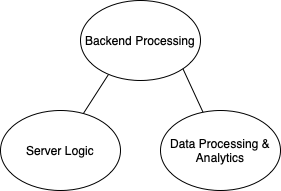 Backend Processing
Server Logic
Data Processing &
Analytics